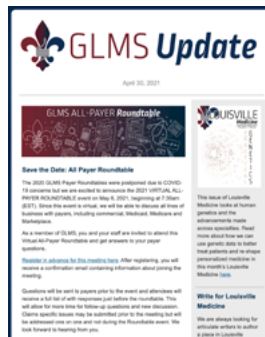 GLMS Update
April 30, 2021
GLMS ALL-PAYER Roundtable
Save the Date: All Payer Roundtable
The 2020 GLMS Payer Roundtables were postponed due to COVID-
19 concerns but we are excited to announce the 2021 VIRTUAL ALL-
PAYER ROUNDTABLE event on May 6, 2021, beginning at 7:30am
(EST). Since this event is virtual, we will be able to discuss all lines of
business with payers, including commercial, Medicaid, Medicare and
Marketplace.
As a member of GLMS, you and your staff are invited to attend this
Virtual All-Payer Roundtable and get answers to your payer
questions.
Register in advance for this meeting here. After registering, you will
receive a confirmation email containing information about joining the
meeting.
Questions will be sent to payers prior to the event and attendees will
receive a full list of with responses just before the roundtable. This
will allow for more time for follow-up questions and new discussion.
Claims specific issues may be submitted prior to the meeting but will
be addressed one on one and not during the Roundtable event. We
look forward to hearing from you.
LOUISVILLE
Medicine
GENETICS
This issue of Louisville
Medicine looks at human
genetics and the
advancements made
across specialties. Read
more about how we can
use genetic data to better
treat patients and re-shape
personalized medicine in
this month's Louisville
Medicine here.
Write for Louisville
Medicine
We are always looking for
articulate writers to author
a piece in Louisville